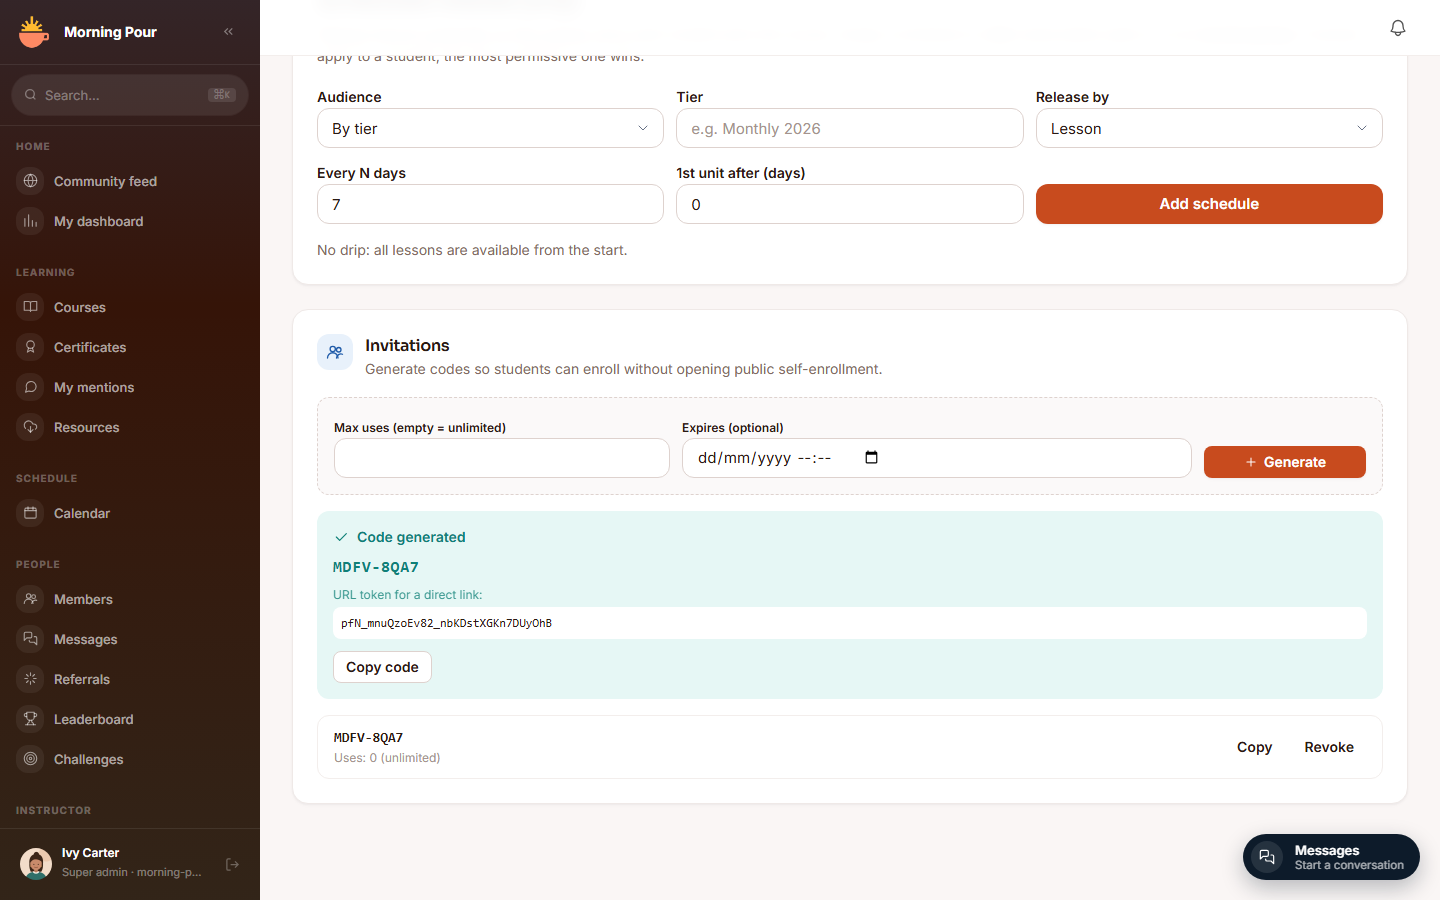 Morning Pour
Search...
⌘K
HOME
Community feed
My dashboard
LEARNING
Courses
Certificates
My mentions
Resources
SCHEDULE
Calendar
PEOPLE
Members
Messages
Referrals
Leaderboard
Challenges
INSTRUCTOR
Ivy Carter
Super admin · morning-p...
apply to a student, the most permissive one wins.
Audience
Tier
Release by
By tier
e.g. Monthly 2026
Lesson
Every N days
1st unit after (days)
7
0
Add schedule
No drip: all lessons are available from the start.
Invitations
Generate codes so students can enroll without opening public self-enrollment.
Max uses (empty = unlimited)
Expires (optional)
dd/mm/yyyy --:--
+ Generate
Code generated
MDFV-8QA7
URL token for a direct link:
pfN_mnuQzoEv82_nbKDstXGKn7DUyOhB
Copy code
MDFV-8QA7
Uses: 0 (unlimited)
Copy
Revoke
Messages
Start a conversation